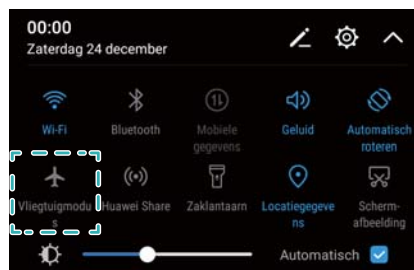 00:00
Zaterdag 24 december
Wi-Fi
Bluetooth
Mobiele
gegevens
Geluid
Automatisch
roteren
Vliegtuigmodu
s
Huawei Share
Zaklantaarn
Locatiegegeve
ns
Scherm-
afbeelding
Automatisch